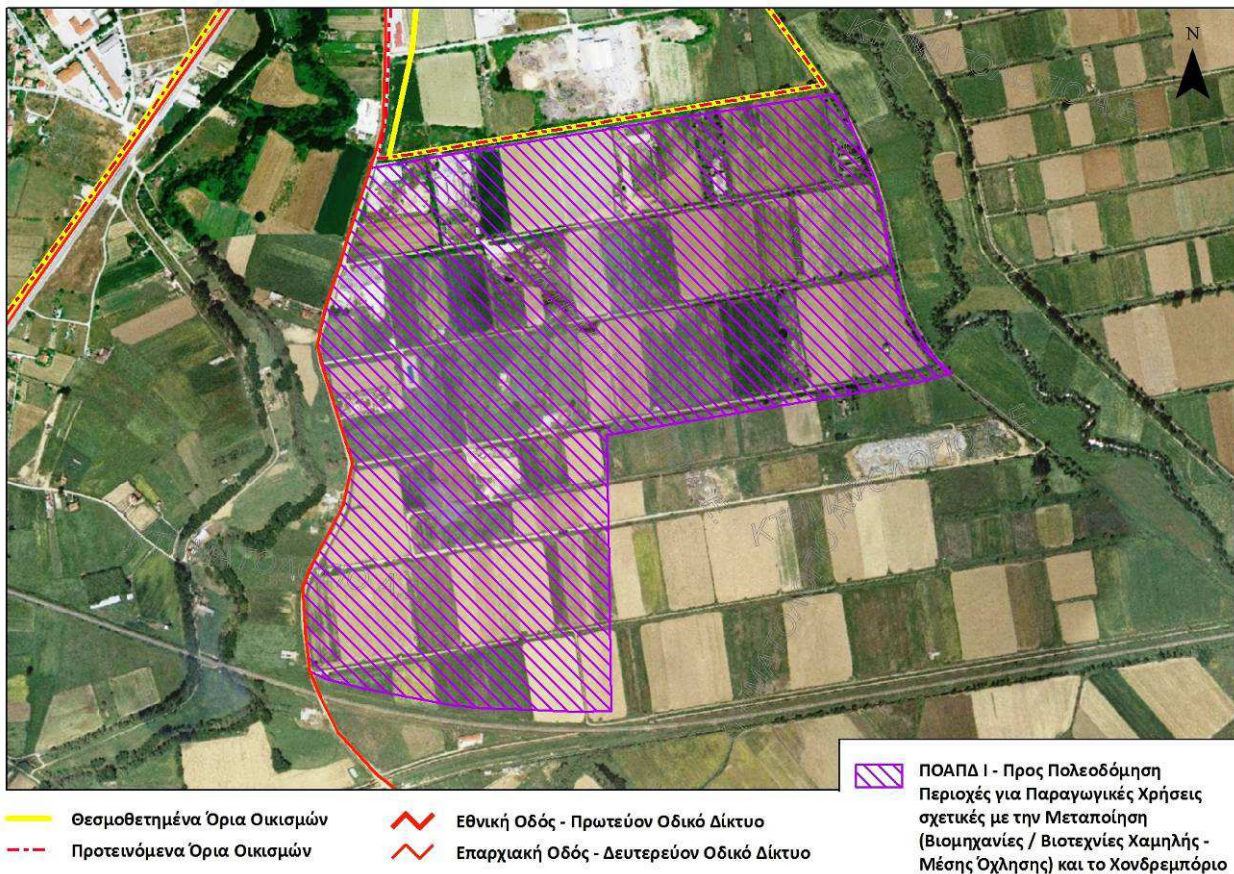 N
Θεσμοθετημένα Όρια Οικισμών
Προτεινόμενα Όρια Οικισμών
Εθνική Οδός - Πρωτεύον Οδικό Δίκτυο
Επαρχιακή Οδός - Δευτερεύον Οδικό Δίκτυο
ΠΟΑΠΔ Ι - Προς Πολεοδόμηση
Περιοχές για Παραγωγικές Χρήσεις
σχετικές με την Μεταποίηση
(Βιομηχανίες / Βιοτεχνίες Χαμηλής -
Μέσης Όχλησης) και το Χονδρεμπόριο